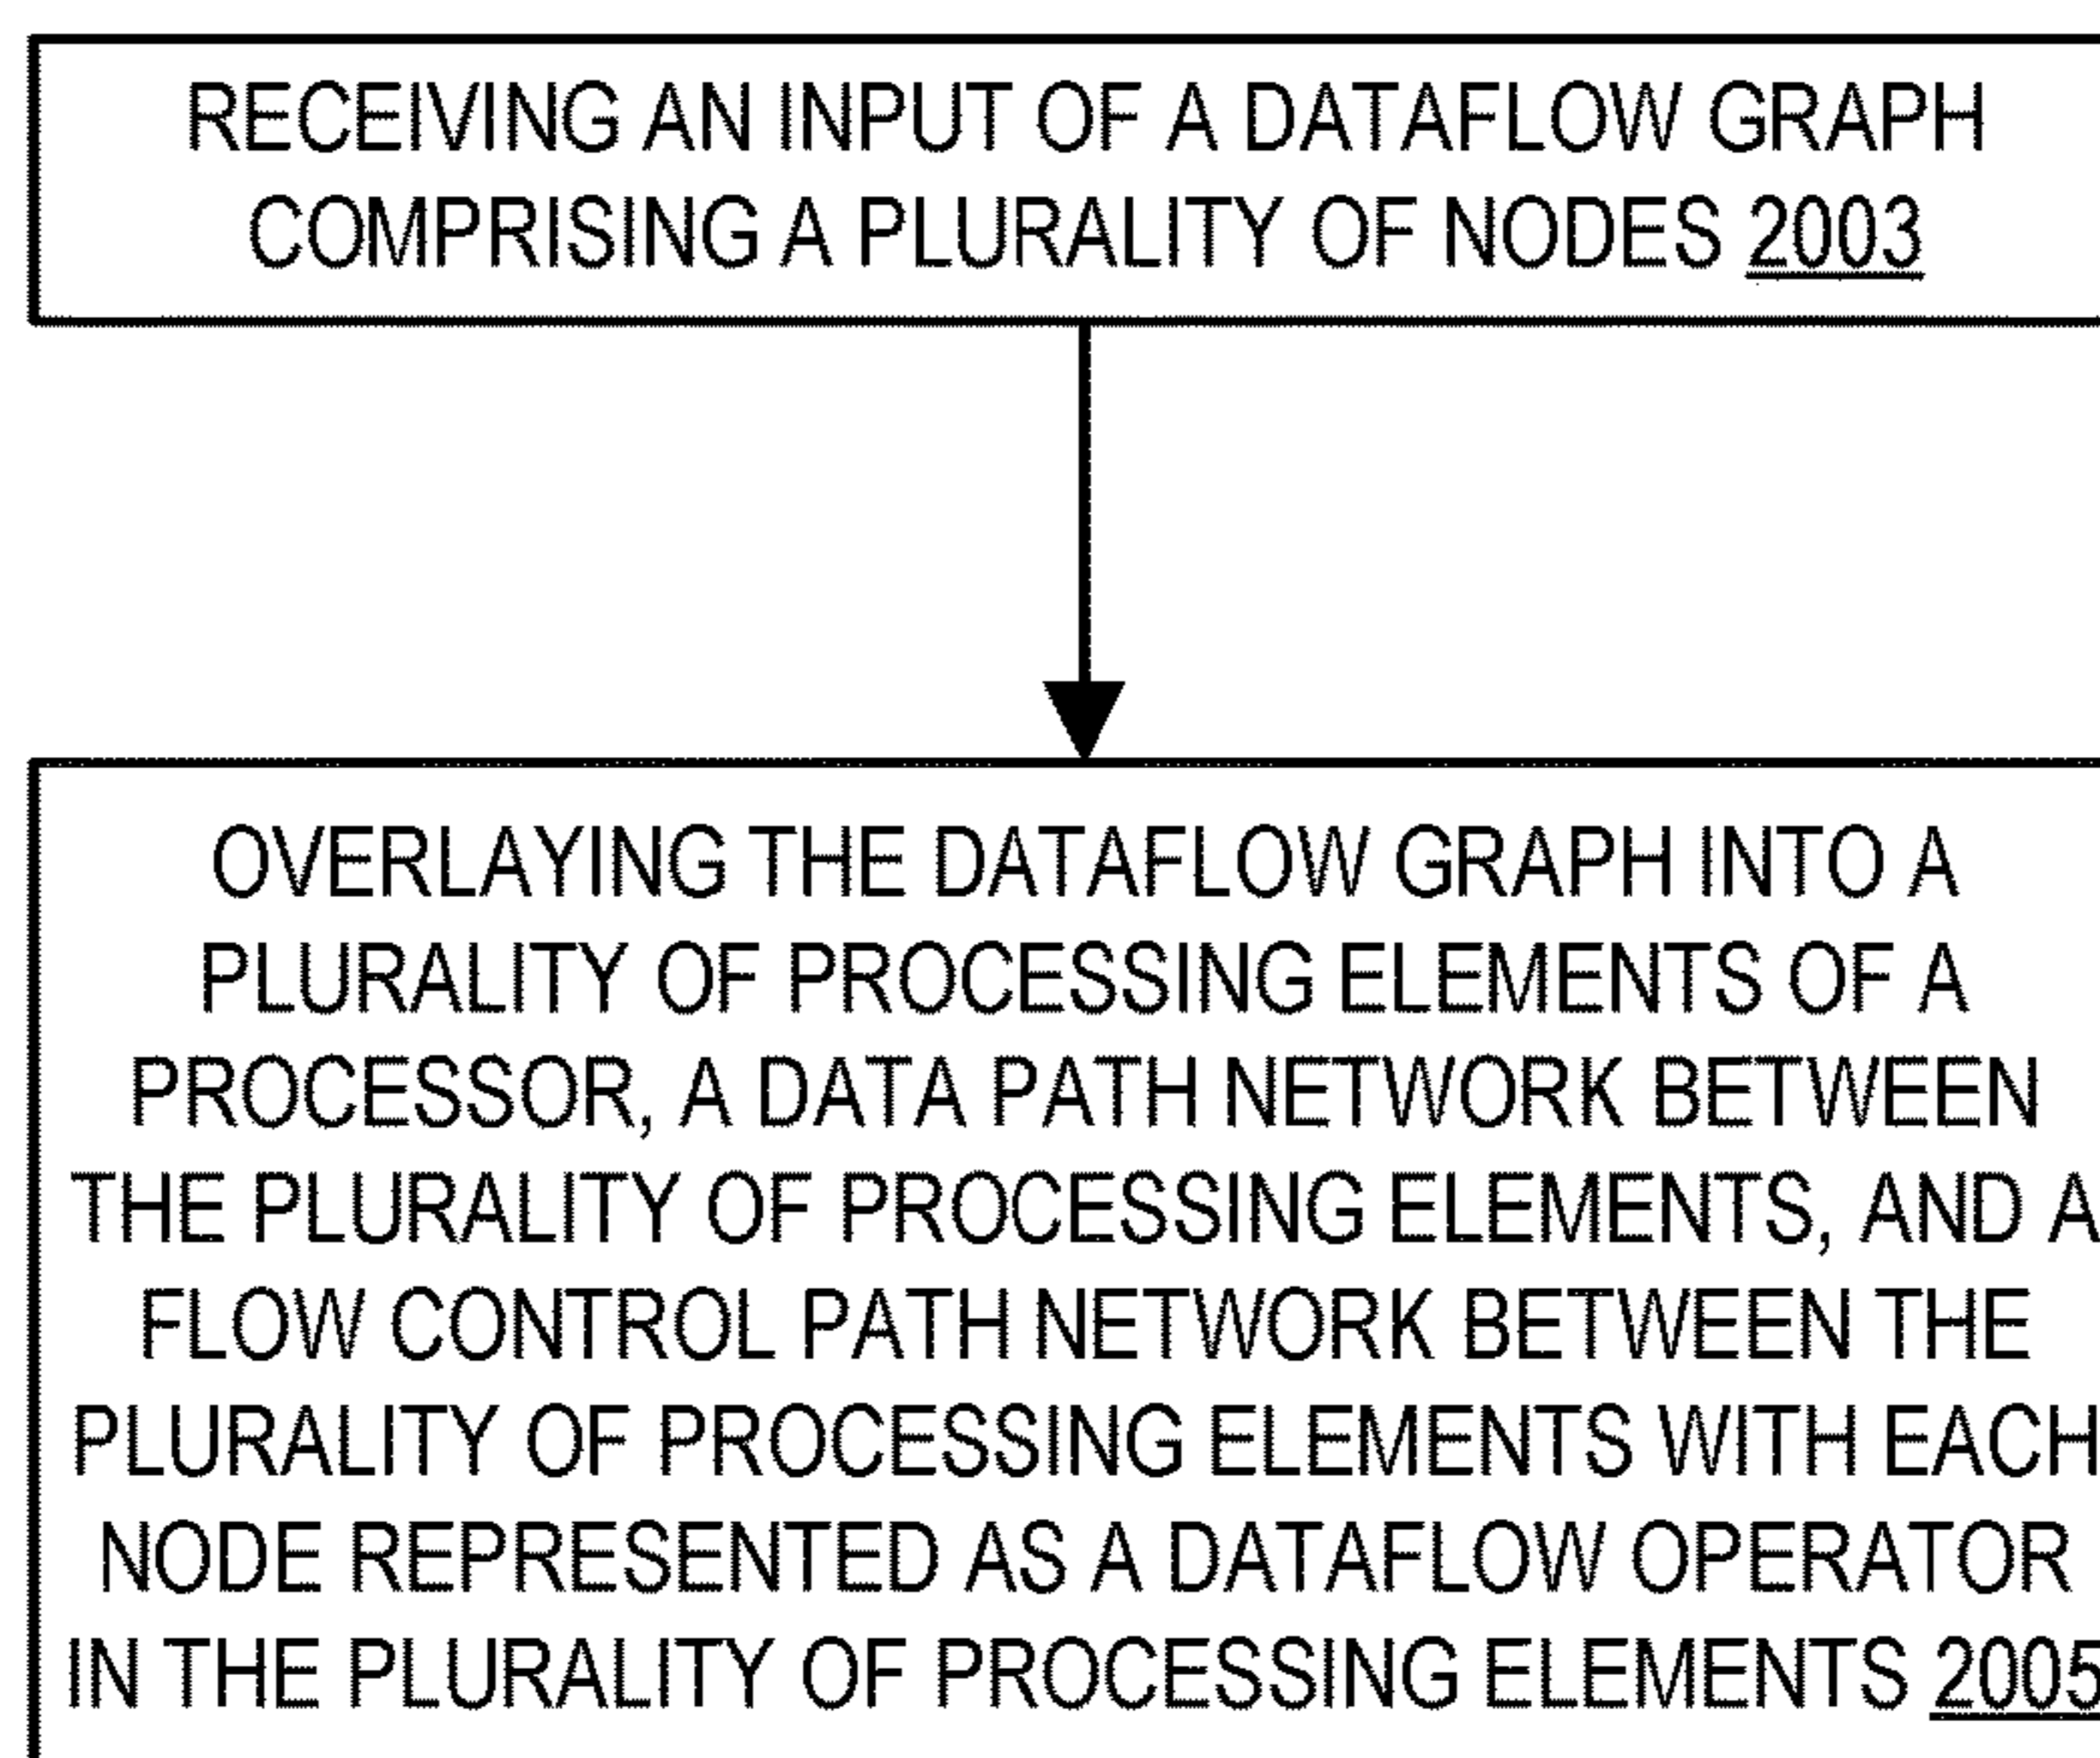 RECEIVING AN INPUT OF A DATAFLOW GRAPH
COMPRISING A PLURALITY OF NODES 2003
OVERLAYING THE DATAFLOW GRAPH INTO A
PLURALITY OF PROCESSING ELEMENTS OF A
PROCESSOR, A DATA PATH NETWORK BETWEEN
THE PLURALITY OF PROCESSING ELEMENTS, AND A
FLOW CONTROL PATH NETWORK BETWEEN THE
PLURALITY OF PROCESSING ELEMENTS WITH EACH
NODE REPRESENTED AS A DATAFLOW OPERATOR
IN THE PLURALITY OF PROCESSING ELEMENTS 2005